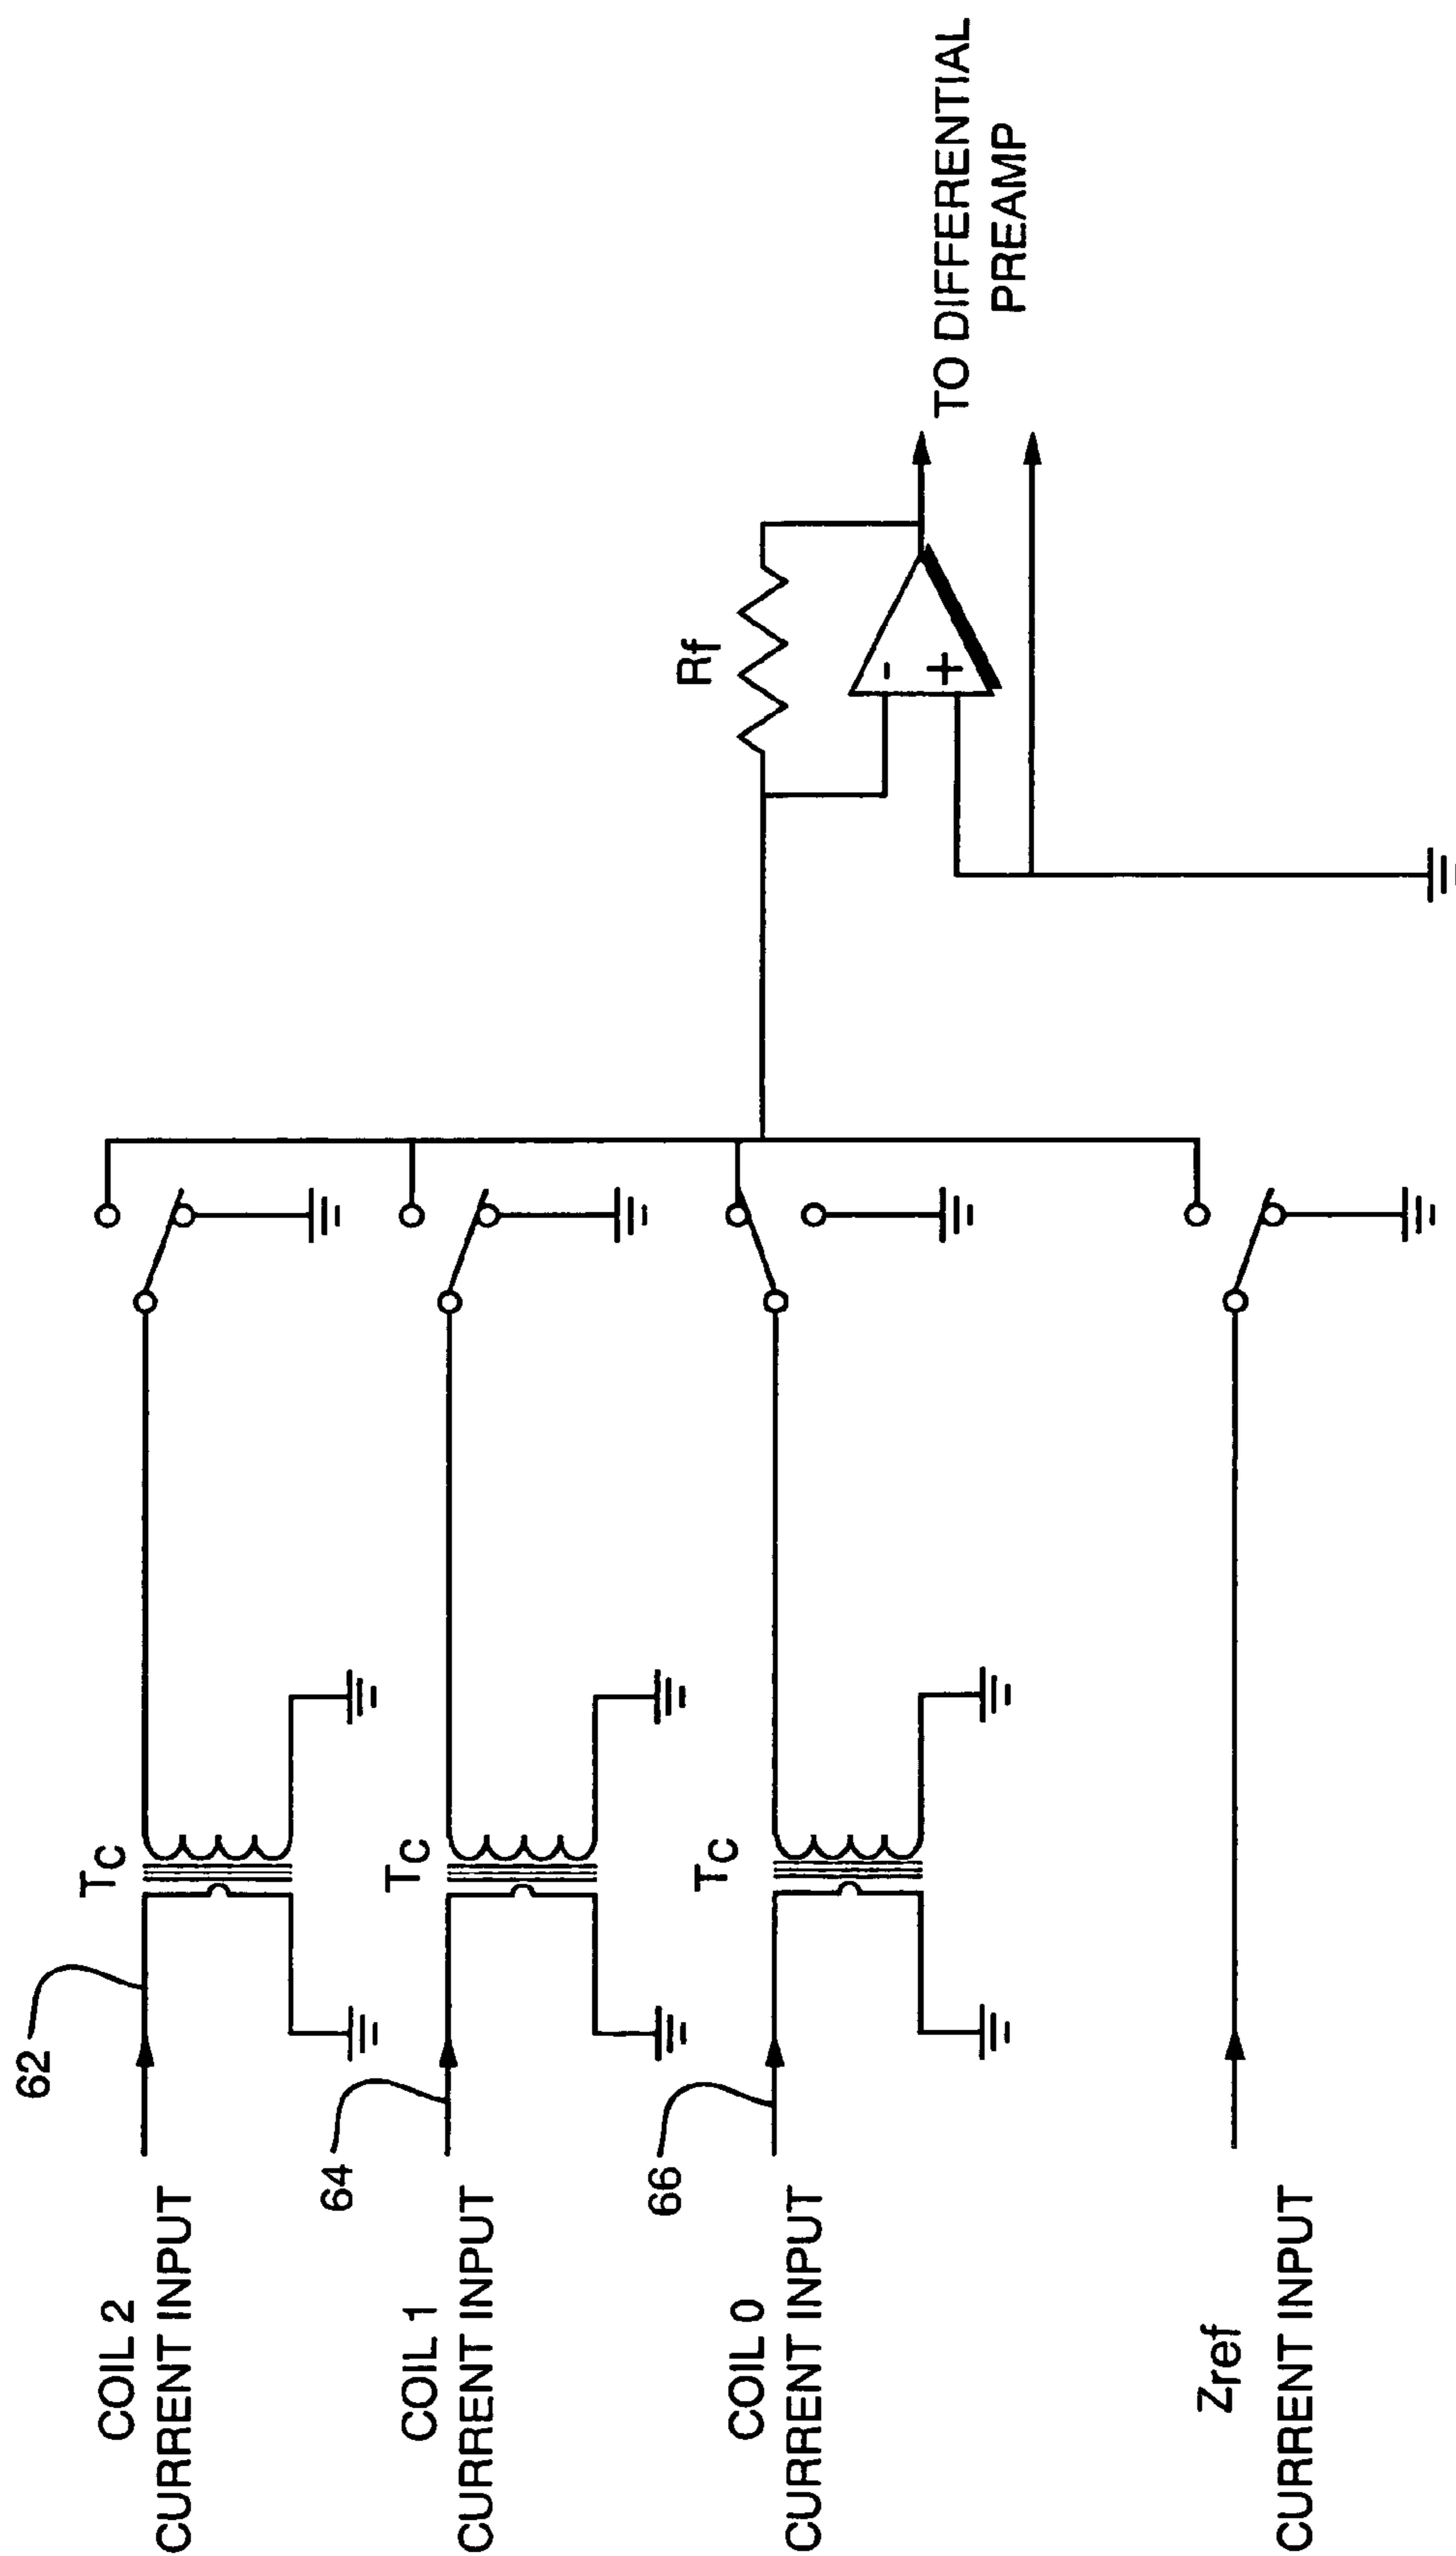 62
COIL 2
CURRENT INPUT
TC
64
COIL 1
CURRENT INPUT
TC
66
COIL 0
CURRENT INPUT
TC
Zref
CURRENT INPUT
Rf
-
+
TO DIFFERENTIAL
PREAMP